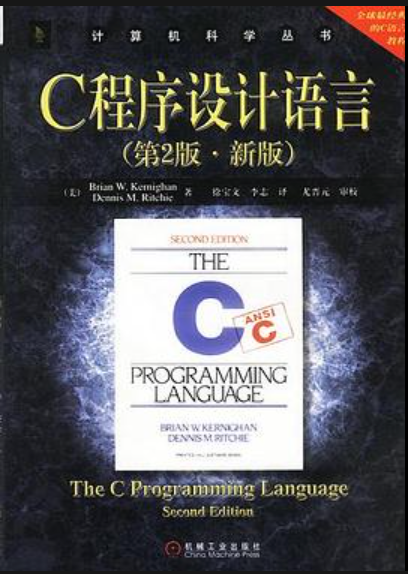 计算机科学丛书
全球最经典
的C语言
教程
C程序设计语言
(第2版·新版)
(美) Brian W. Kernighan
Dennis M. Ritchie 著 徐宝文 李志 译 尤晋元 审校
SECOND EDITION
THE
C
ANSI
C
PROGRAMMING
LANGUAGE
BRIAN W. KERNIGHAN
DENNIS M. RITCHIE
PRENTICE HALL SOFTWARE SERIES
The C Programming Language
Second Edition
机械工业出版社
China Machine Press